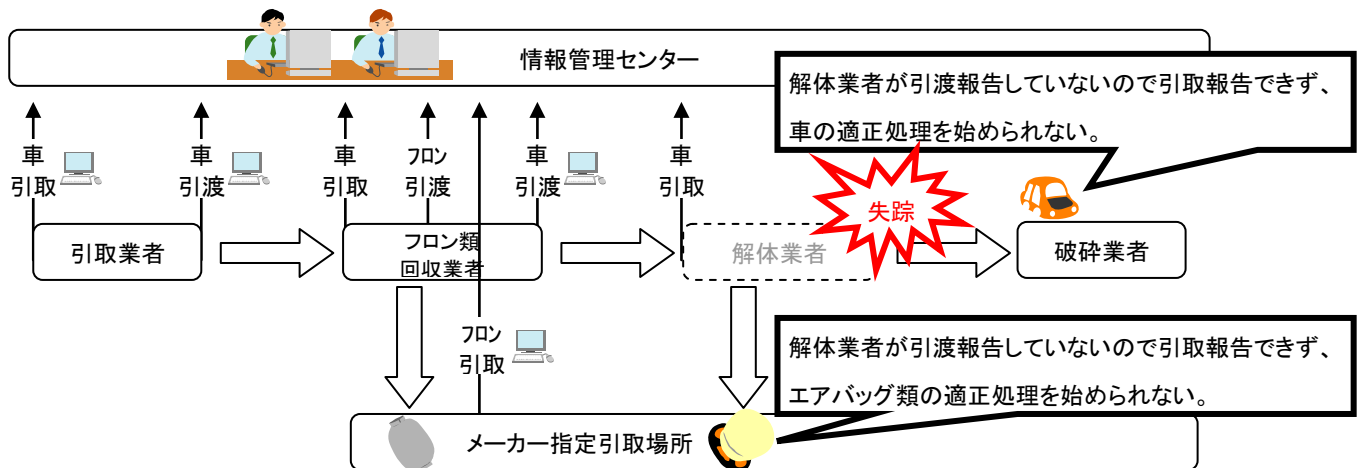 情報管理センター
解体業者が引渡報告していないので引取報告できず、
車の適正処理を始められない。
車
引取
車
引渡
車
引取
フロン
引渡
車
引渡
車
引取
失踪
引取業者
フロン類
回収業者
解体業者
破砕業者
フロン
引取
解体業者が引渡報告していないので引取報告できず、
エアバッグ類の適正処理を始められない。
メーカー指定引取場所